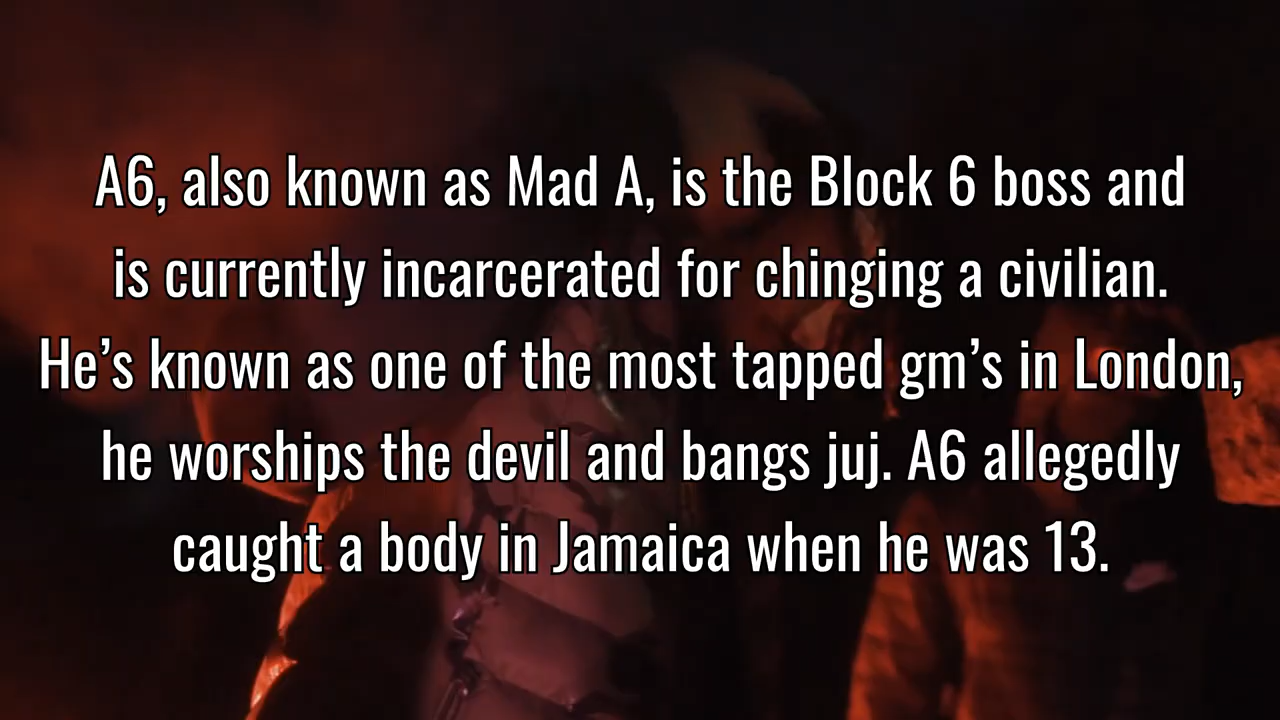 A6, also known as Mad A, is the Block 6 boss and
is currently incarcerated for chinging a civilian.
He’s known as one of the most tapped gm’s in London,
he worships the devil and bangs juj. A6 allegedly
caught a body in Jamaica when he was 13.